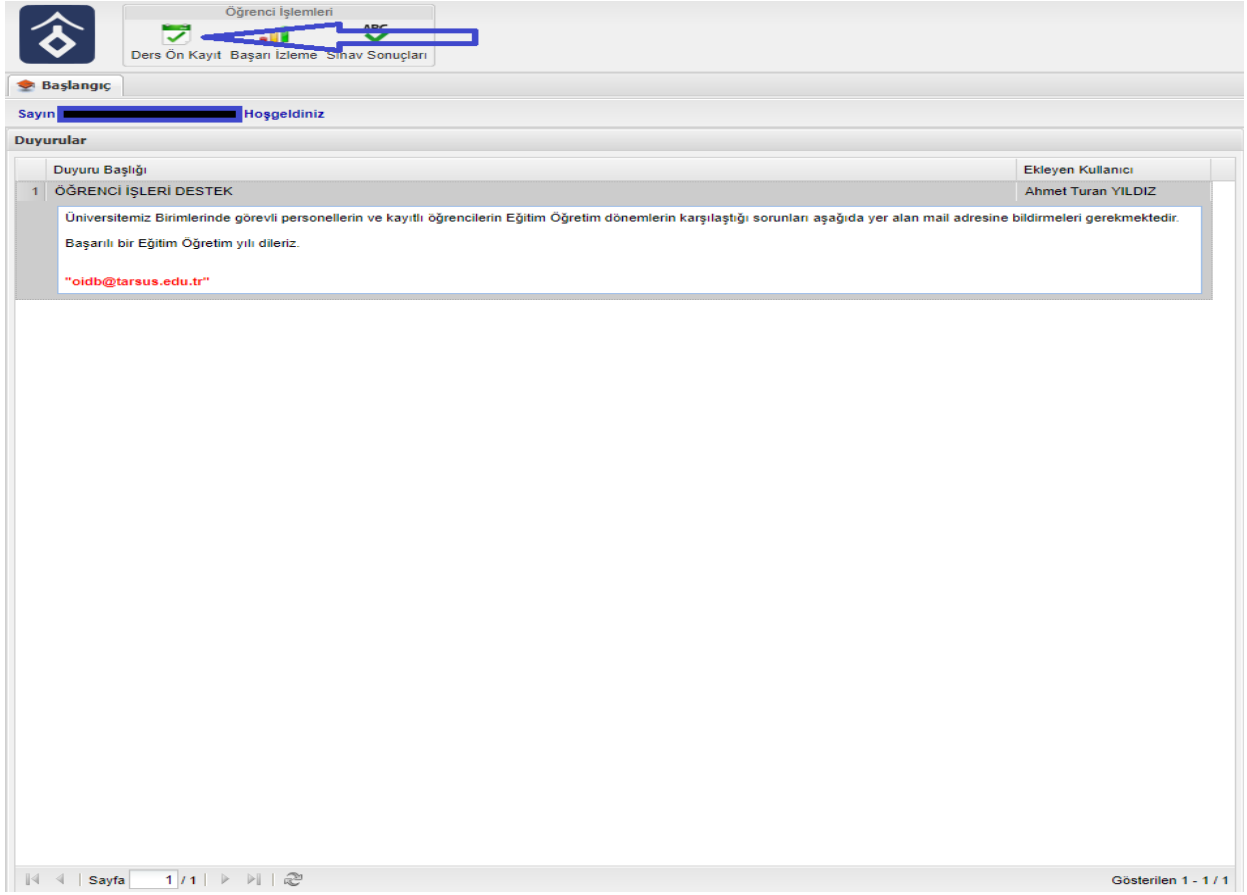 Öğrenci İşlemleri
ABC
Ders Ön Kayıt Başarı İzleme Sınav Sonuçları
Başlangıç
Sayın Hoşgeldiniz
Duyurular
Duyuru Başlığı Ekleyen Kullanıcı
1 ÖĞRENCİ İŞLERİ DESTEK Ahmet Turan YILDIZ
Üniversitemiz Birimlerinde görevli personellerin ve kayıtlı öğrencilerin Eğitim Öğretim dönemlerin karşılaştığı sorunları aşağıda yer alan mail adresine bildirmeleri gerekmektedir.
Başarılı bir Eğitim Öğretim yılı dileriz.
"oidb@tarsus.edu.tr"
Sayfa 1 / 1 Gösterilen 1 - 1 / 1